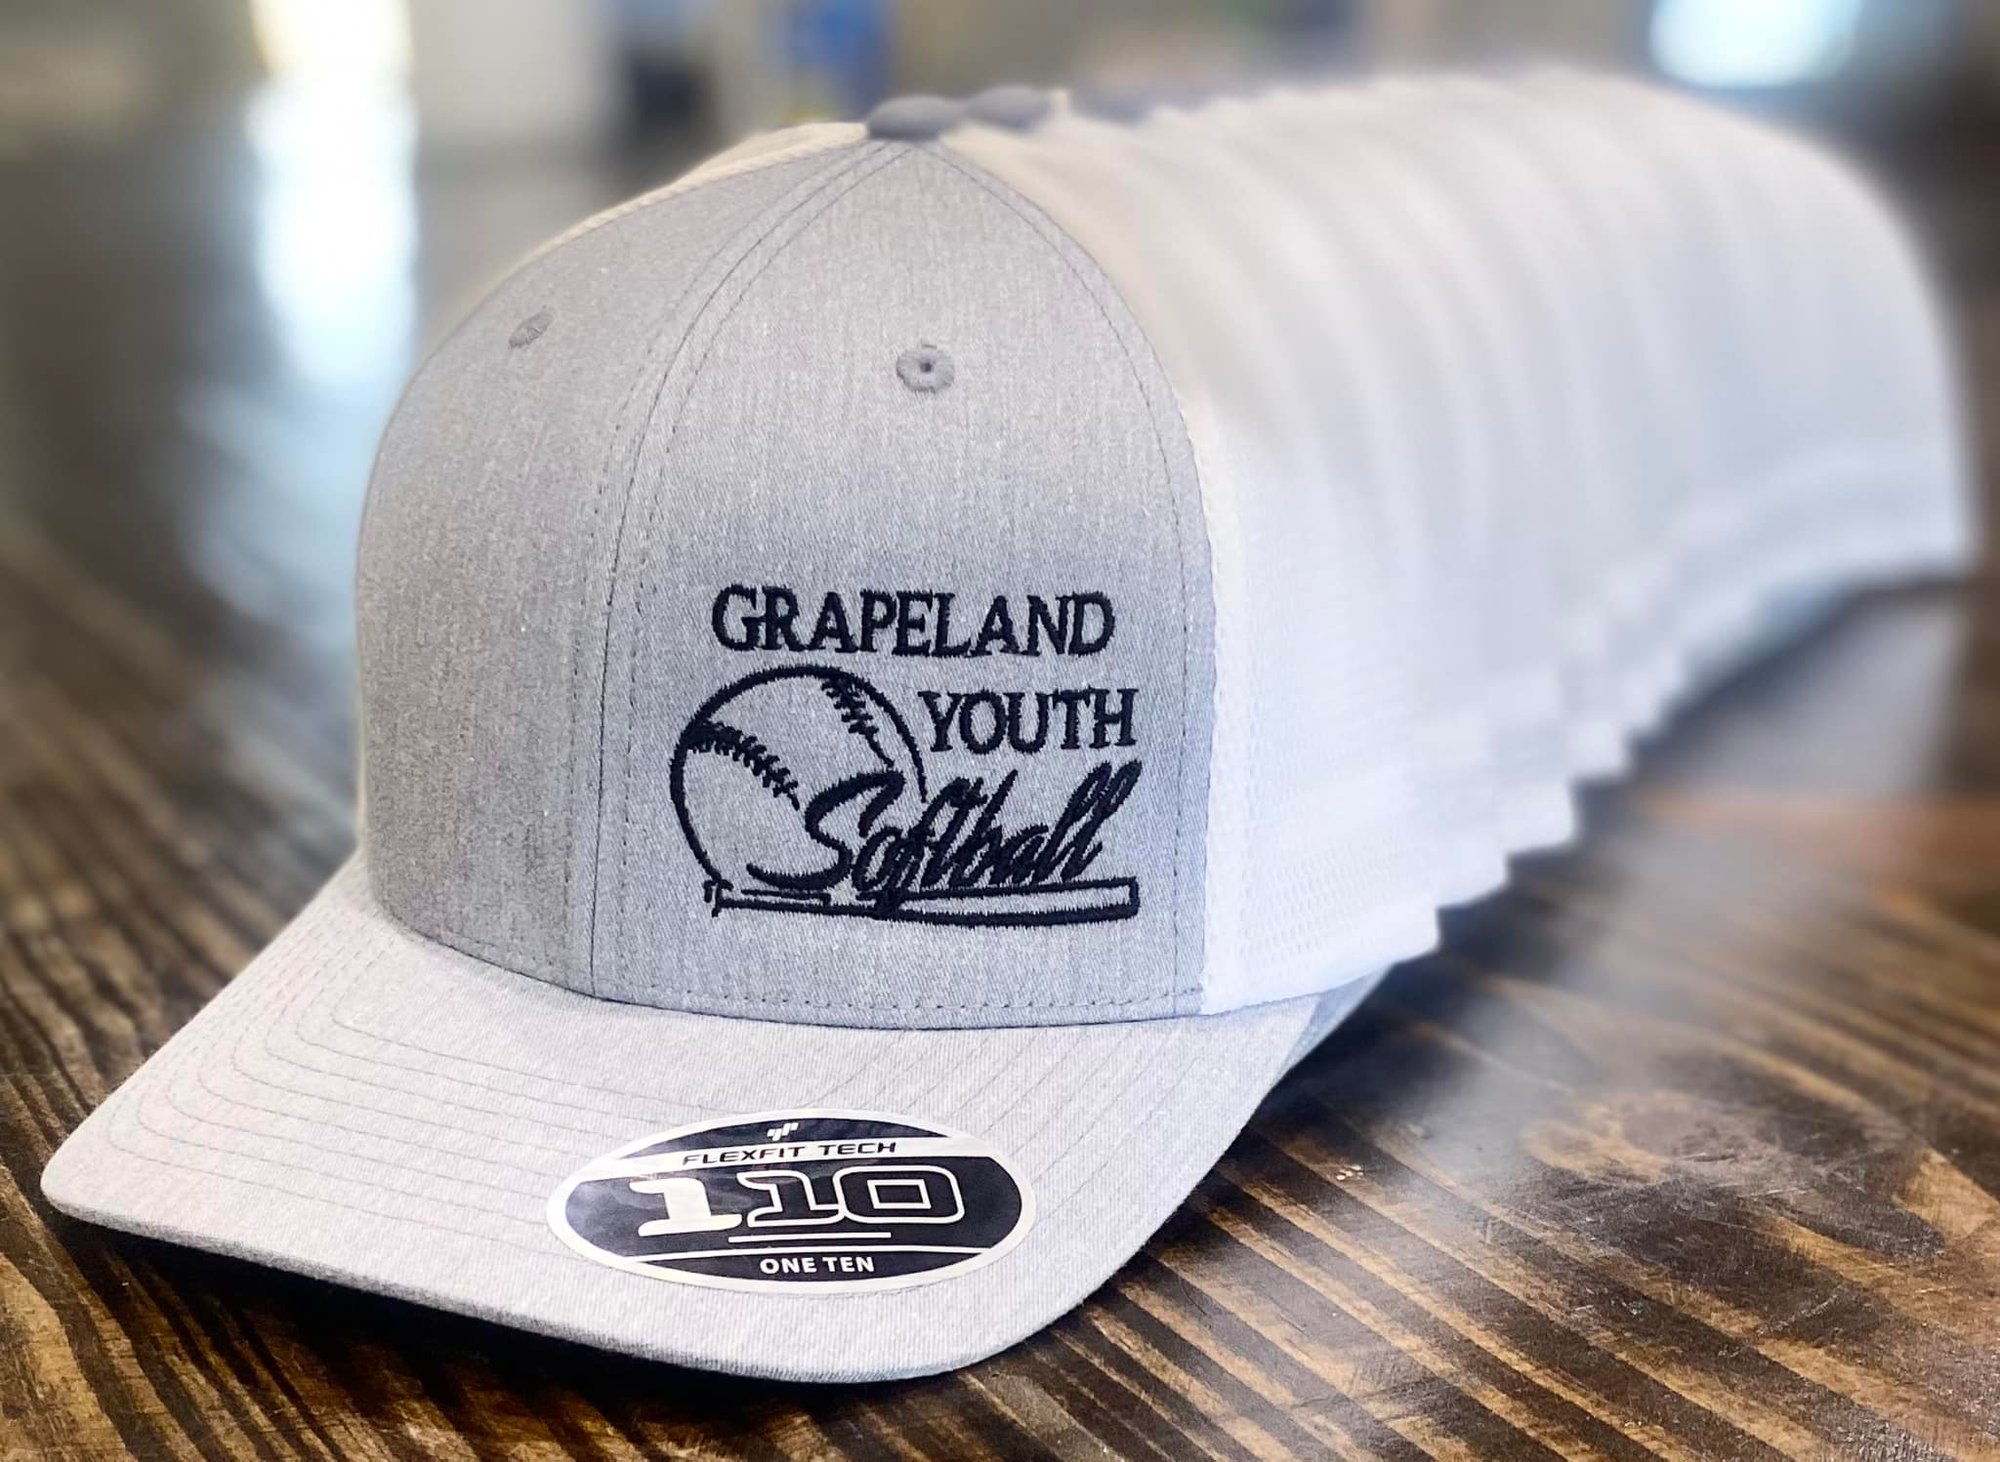 GRAPELAND
YOUTH
Softball
FLEXFIT TECH
110
ONE TEN